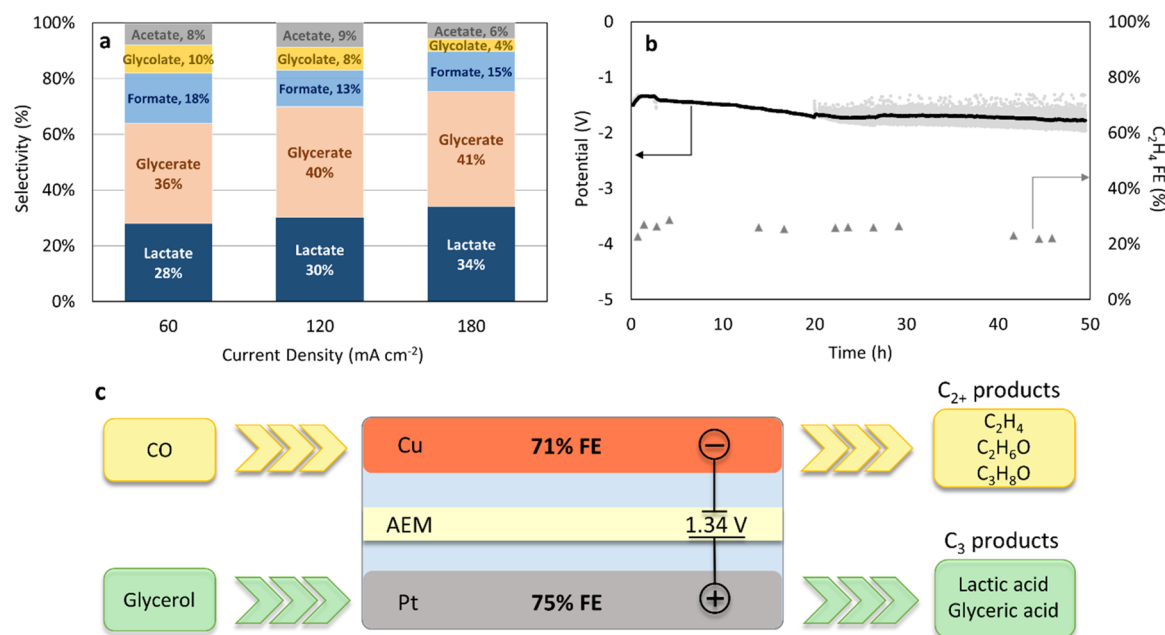 a
Selectivity (%)
100%
80%
60%
40%
20%
0%
Acetate, 8%
Glycolate, 10%
Formate, 18%
Glycerate
36%
Lactate
28%
Acetate, 9%
Glycolate, 8%
Formate, 13%
Glycerate
40%
Lactate
30%
Acetate, 6%
Glycolate, 4%
Formate, 15%
Glycerate
41%
Lactate
34%
60
120
180
Current Density (mA cm⁻²)
b
Potential (V)
0
-1
-2
-3
-4
-5
100%
80%
60%
40%
20%
0%
C₂H₄ FE (%)
0
10
20
30
40
50
Time (h)
c
C₂₊ products
CO
Cu
71% FE
−
C₂H₄
C₂H₆O
C₃H₈O
AEM
1.34 V
C₃ products
Glycerol
Pt
75% FE
+
Lactic acid
Glyceric acid